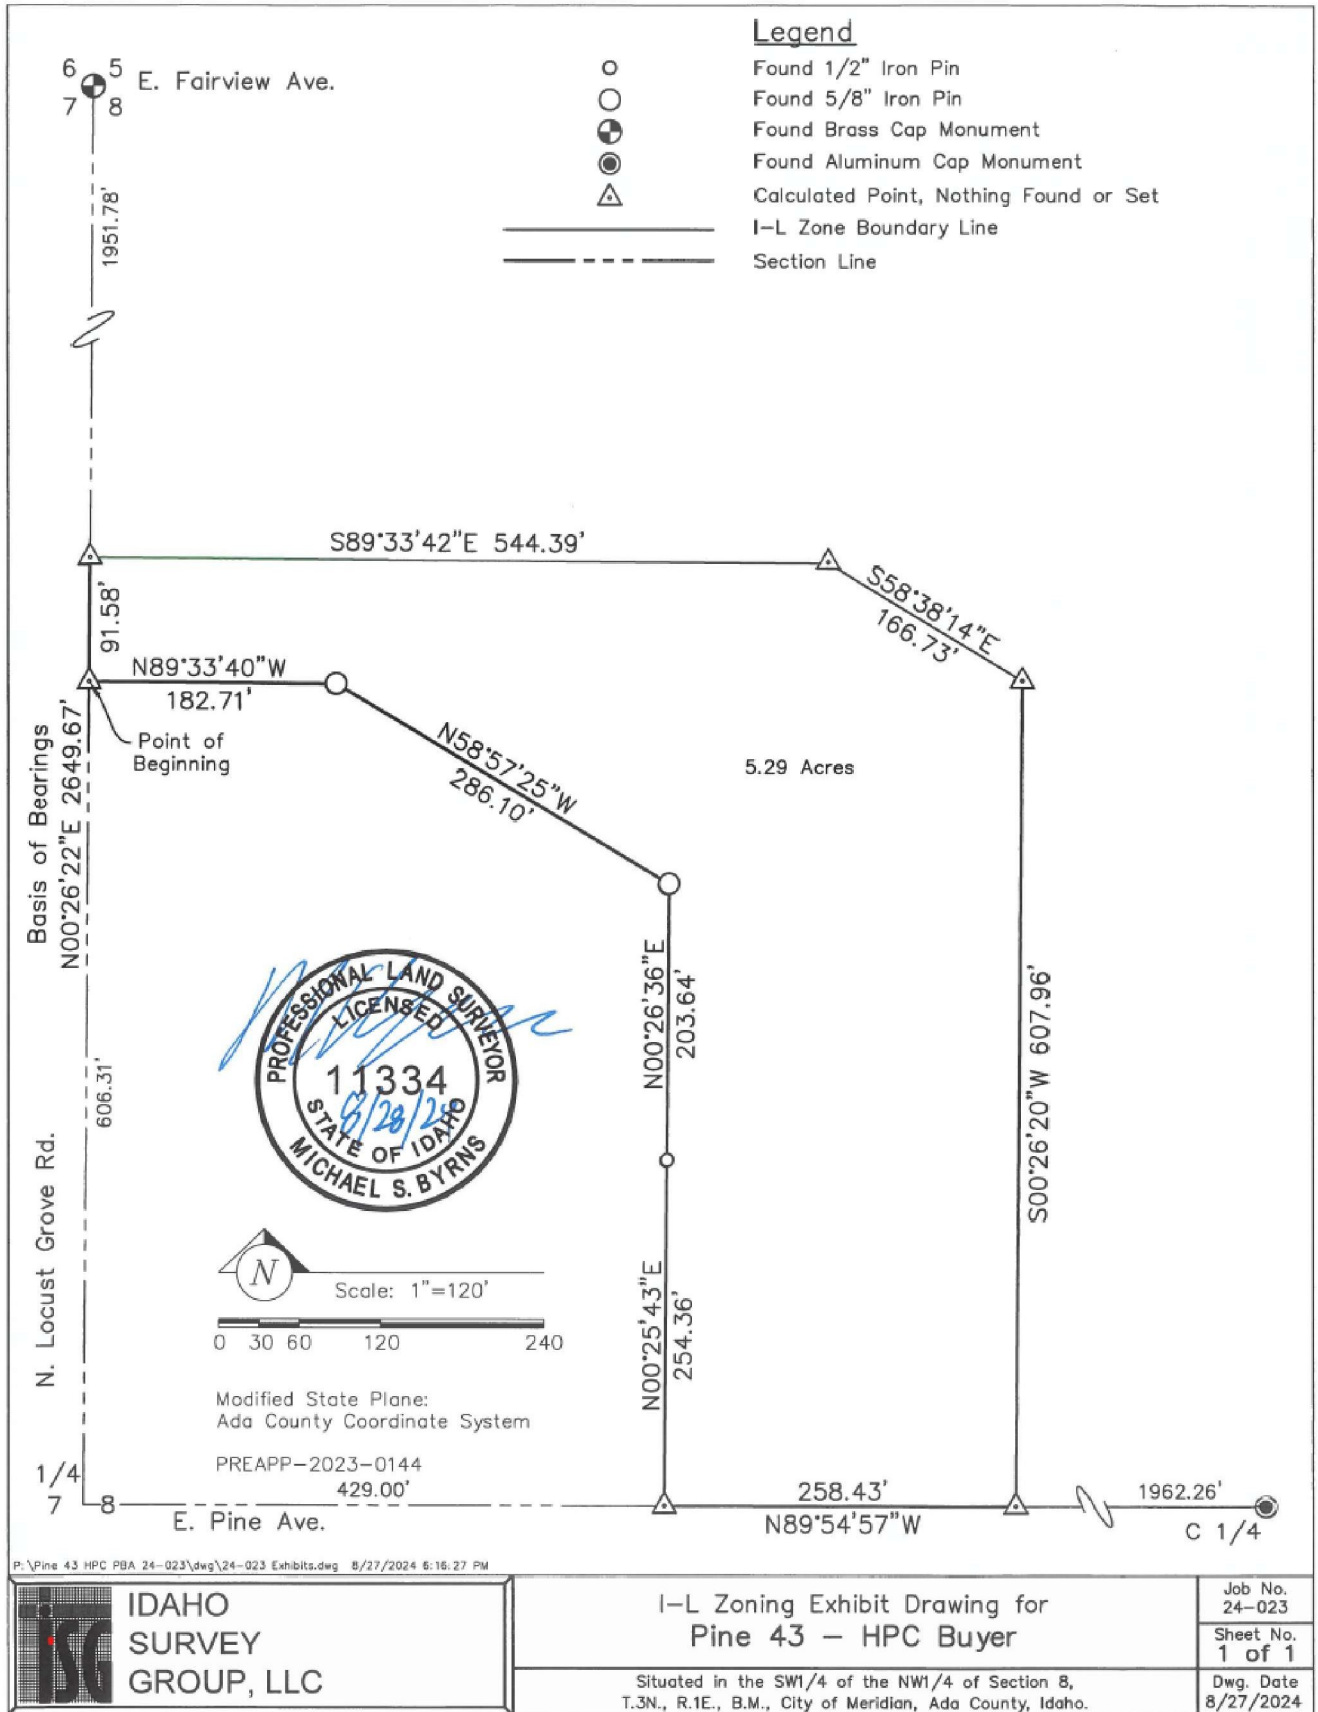 Legend
Found 1/2" Iron Pin
Found 5/8" Iron Pin
Found Brass Cap Monument
Found Aluminum Cap Monument
Calculated Point, Nothing Found or Set
I-L Zone Boundary Line
Section Line
6 5
7 8
E. Fairview Ave.
1951.78'
S89°33'42"E 544.39'
S58°38'14"E
166.73'
91.58'
N89°33'40"W
182.71'
Point of
Beginning
N58°57'25"W
286.10'
5.29 Acres
Basis of Bearings
N00°26'22"E 2649.67'
N00°26'36"E
203.64'
S00°26'20"W 607.96'
606.31'
PROFESSIONAL LAND SURVEYOR
LICENSED
11334
8/28/24
STATE OF IDAHO
MICHAEL S. BYRNS
N. Locust Grove Rd.
N
Scale: 1"=120'
0 30 60 120 240
N00°25'43"E
254.36'
Modified State Plane:
Ada County Coordinate System
PREAPP-2023-0144
1/4
7 8
429.00'
E. Pine Ave.
258.43'
N89°54'57"W
1962.26'
C 1/4
P:\Pine 43 HPC PBA 24-023\dwg\24-023 Exhibits.dwg 8/27/2024 6:16:27 PM
ISG
IDAHO
SURVEY
GROUP, LLC
I-L Zoning Exhibit Drawing for
Pine 43 - HPC Buyer
Situated in the SW1/4 of the NW1/4 of Section 8,
T.3N., R.1E., B.M., City of Meridian, Ada County, Idaho.
Job No.
24-023
Sheet No.
1 of 1
Dwg. Date
8/27/2024